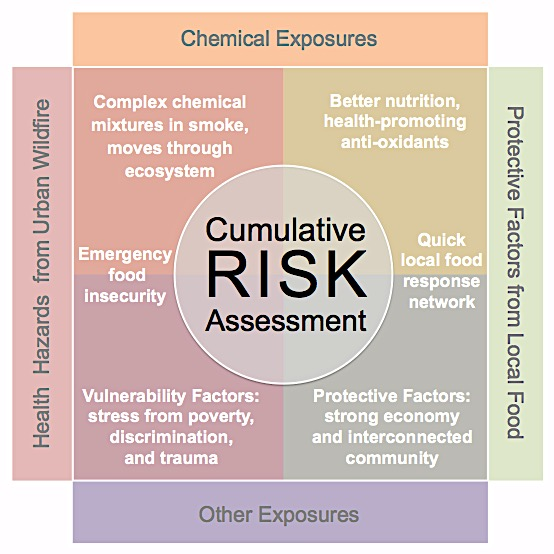 Chemical Exposures
Health Hazards from Urban Wildfire
Complex chemical
mixtures in smoke,
moves through
ecosystem
Better nutrition,
health-promoting
anti-oxidants
Protective Factors from Local Food
Emergency
food
insecurity
Cumulative
RISK
Assessment
Quick
local food
response
network
Vulnerability Factors:
stress from poverty,
discrimination,
and trauma
Protective Factors:
strong economy
and interconnected
community
Other Exposures